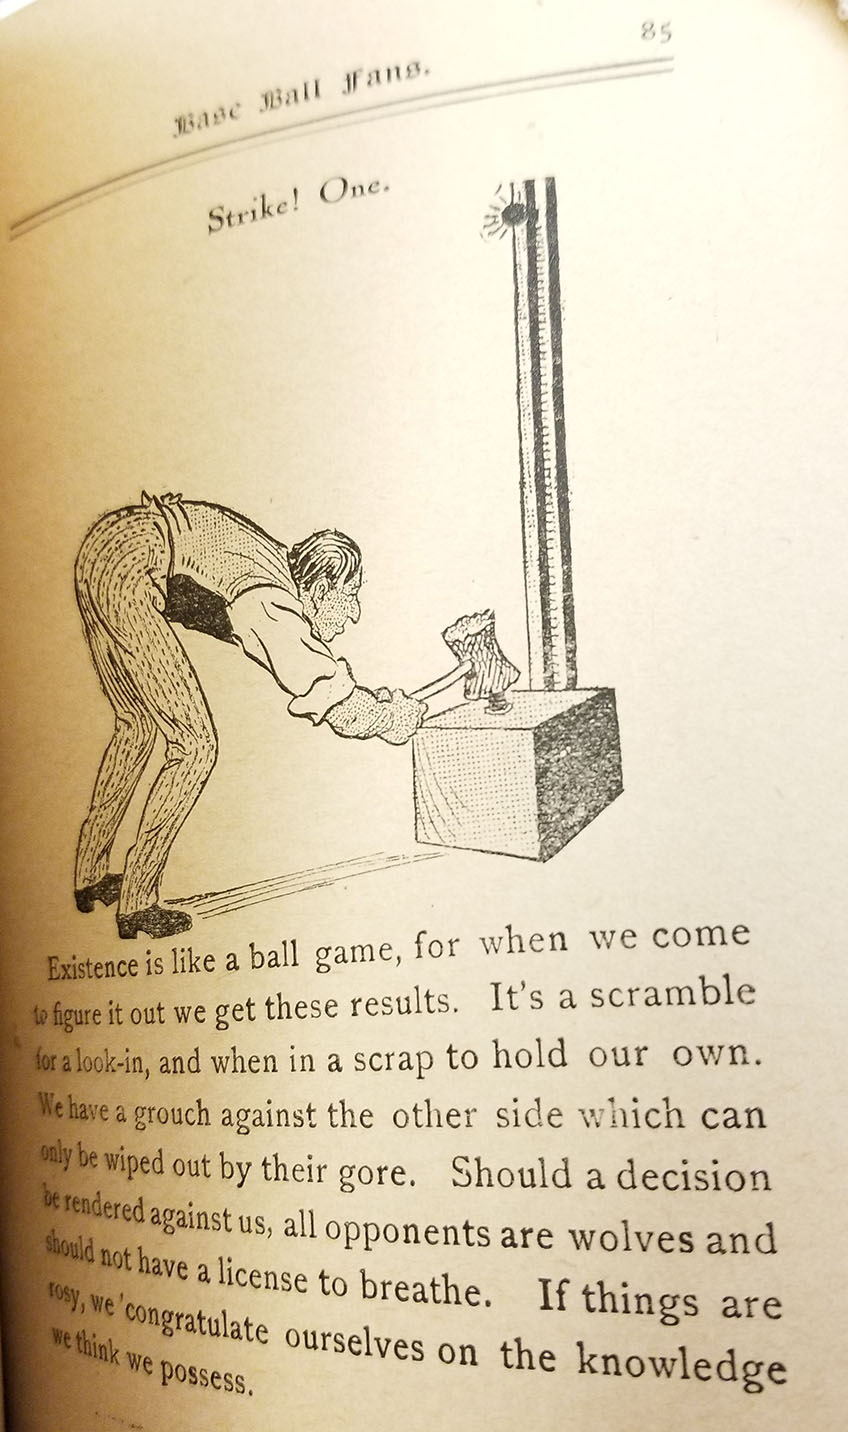 85
Base Ball Fans.
Strike! One.
Existence is like a ball game, for when we come
to figure it out we get these results. It's a scramble
for a look-in, and when in a scrap to hold our own.
We have a grouch against the other side which can
only be wiped out by their gore. Should a decision
be rendered against us, all opponents are wolves and
should not have a license to breathe. If things are
rosy, we 'congratulate ourselves on the knowledge
we think we possess.